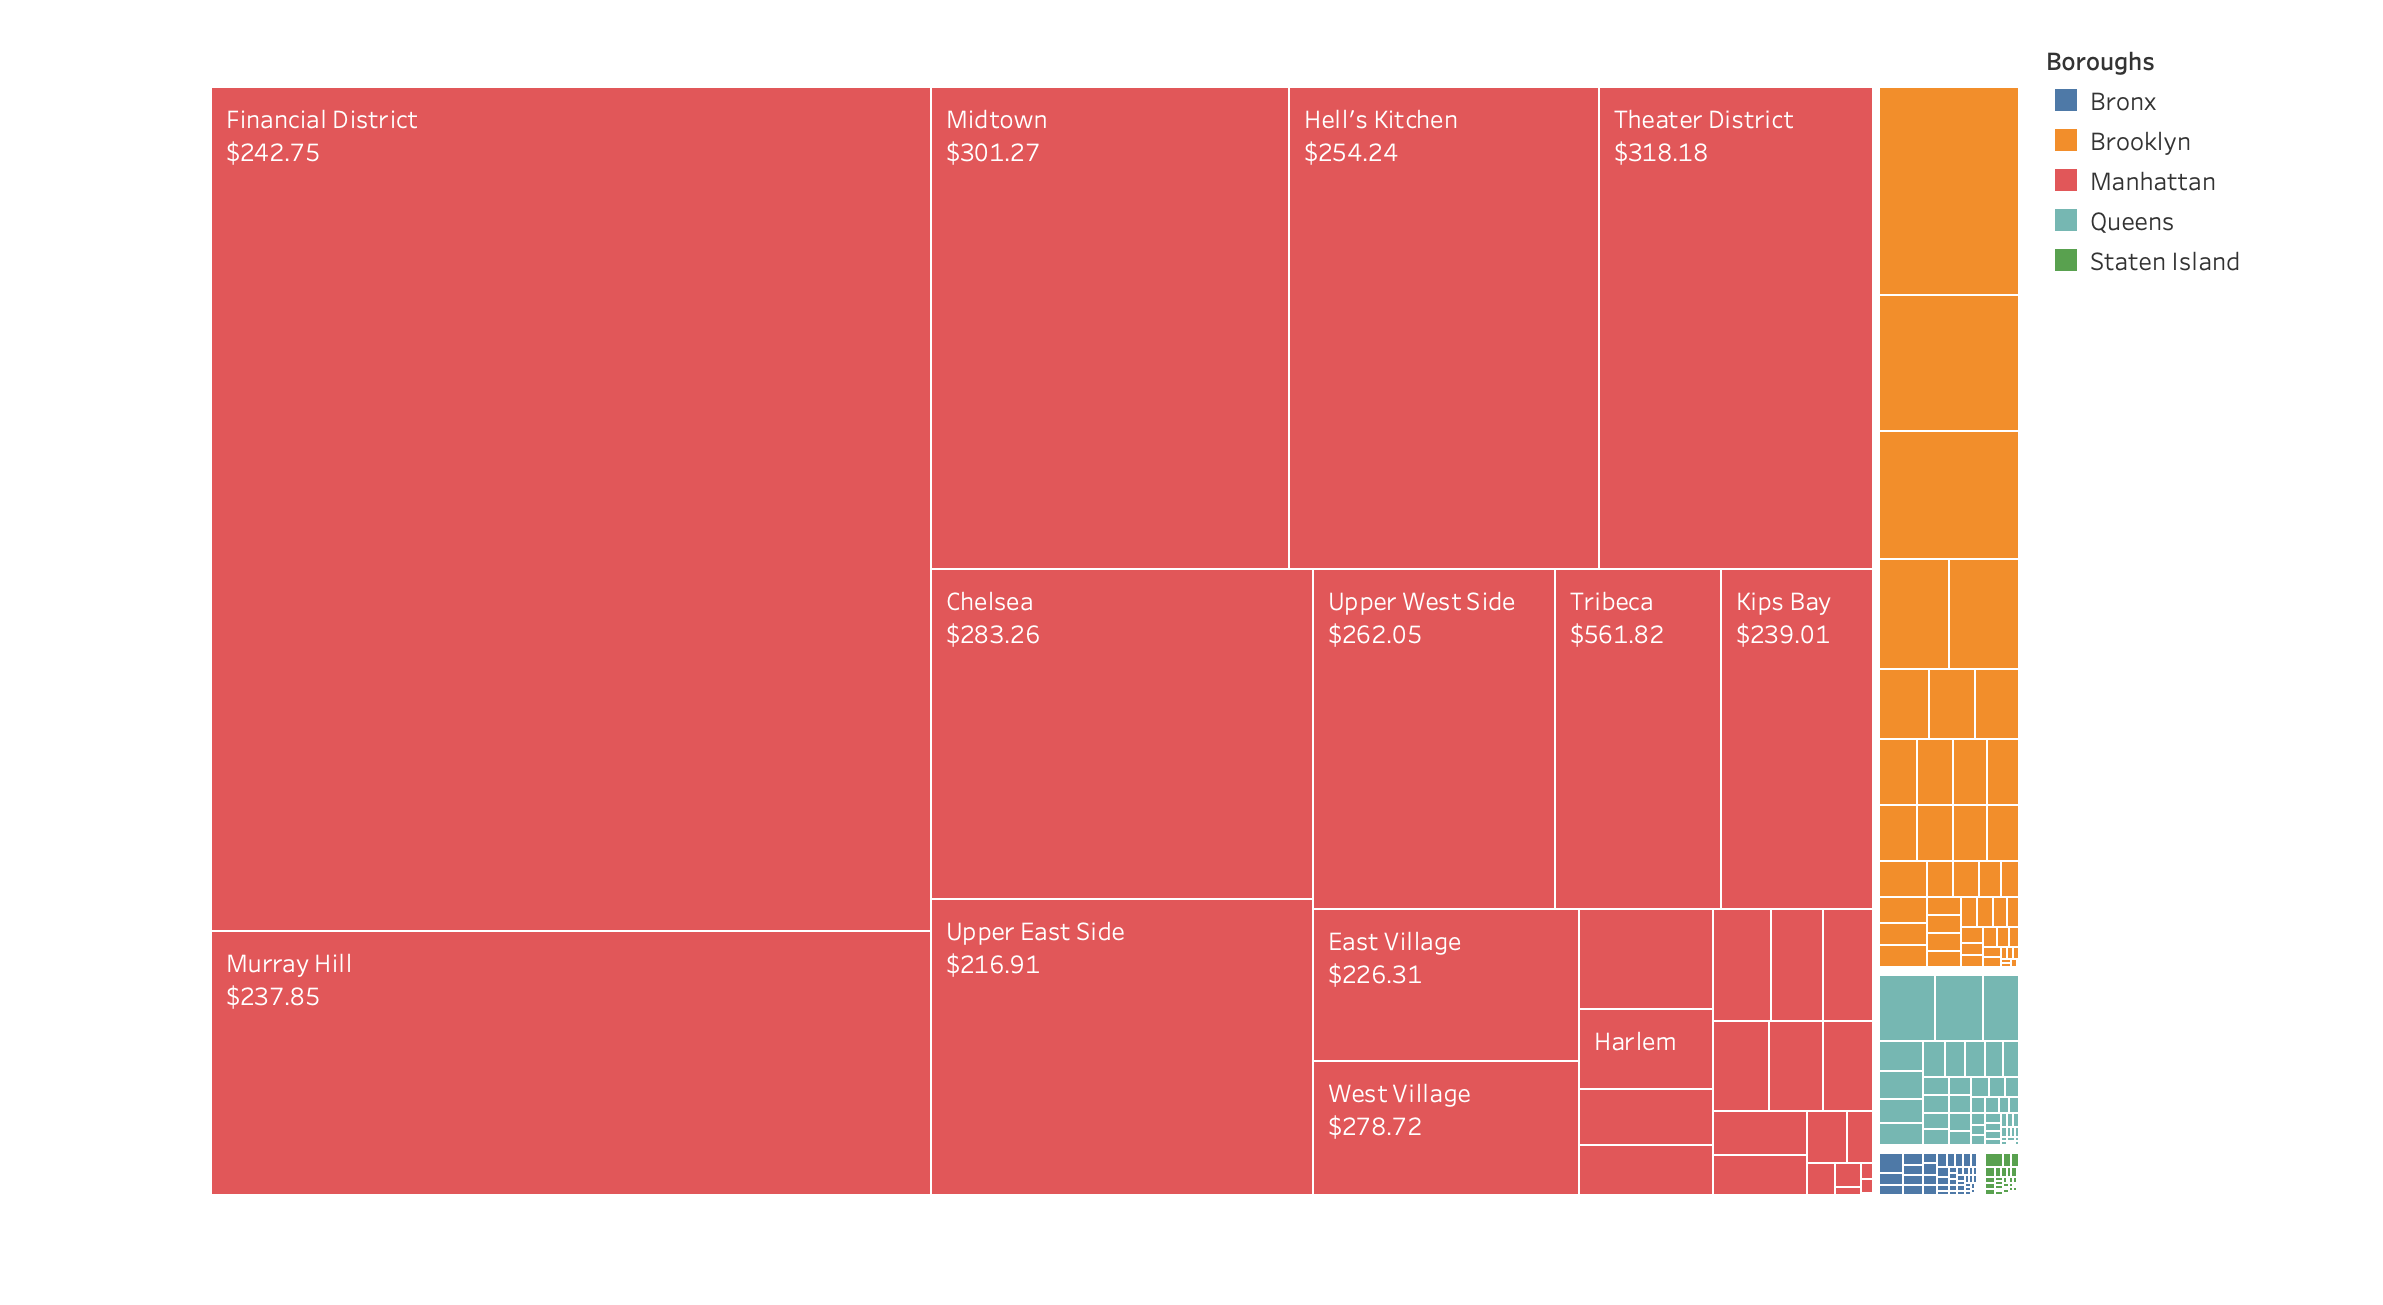 Boroughs
Bronx
Brooklyn
Manhattan
Queens
Staten Island
Financial District
$242.75
Midtown
$301.27
Hell’s Kitchen
$254.24
Theater District
$318.18
Chelsea
$283.26
Upper West Side
$262.05
Tribeca
$561.82
Kips Bay
$239.01
Murray Hill
$237.85
Upper East Side
$216.91
East Village
$226.31
Harlem
West Village
$278.72